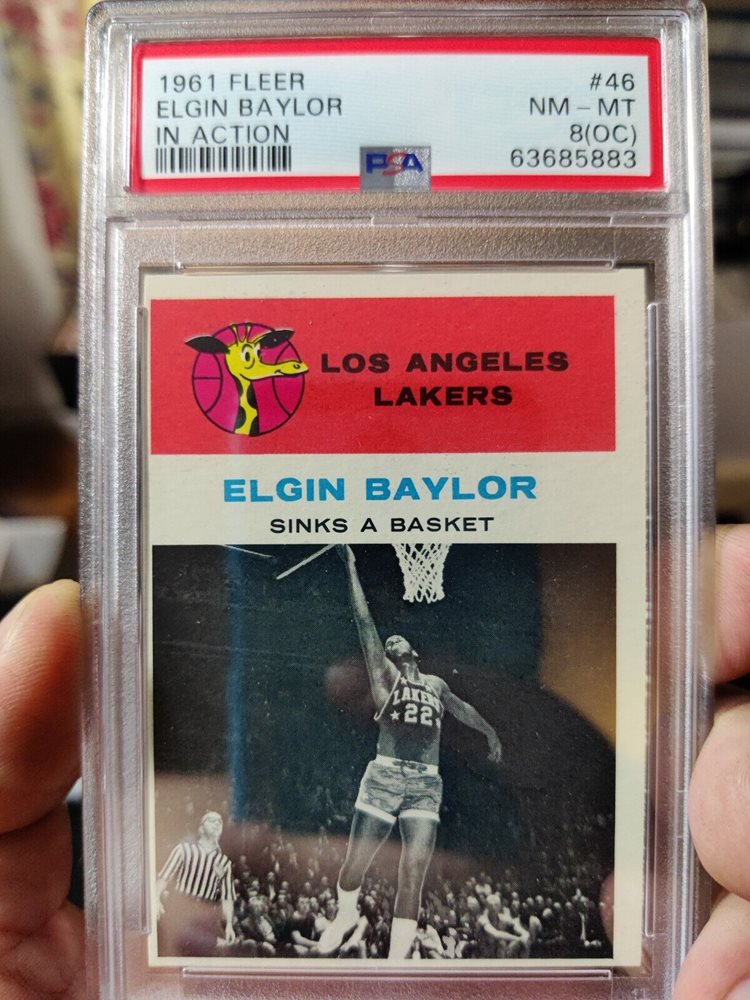 1961 FLEER #46
ELGIN BAYLOR NM – MT
IN ACTION 8(OC)
PSA 63685883
LOS ANGELES
LAKERS
ELGIN BAYLOR
SINKS A BASKET
LAKERS
22